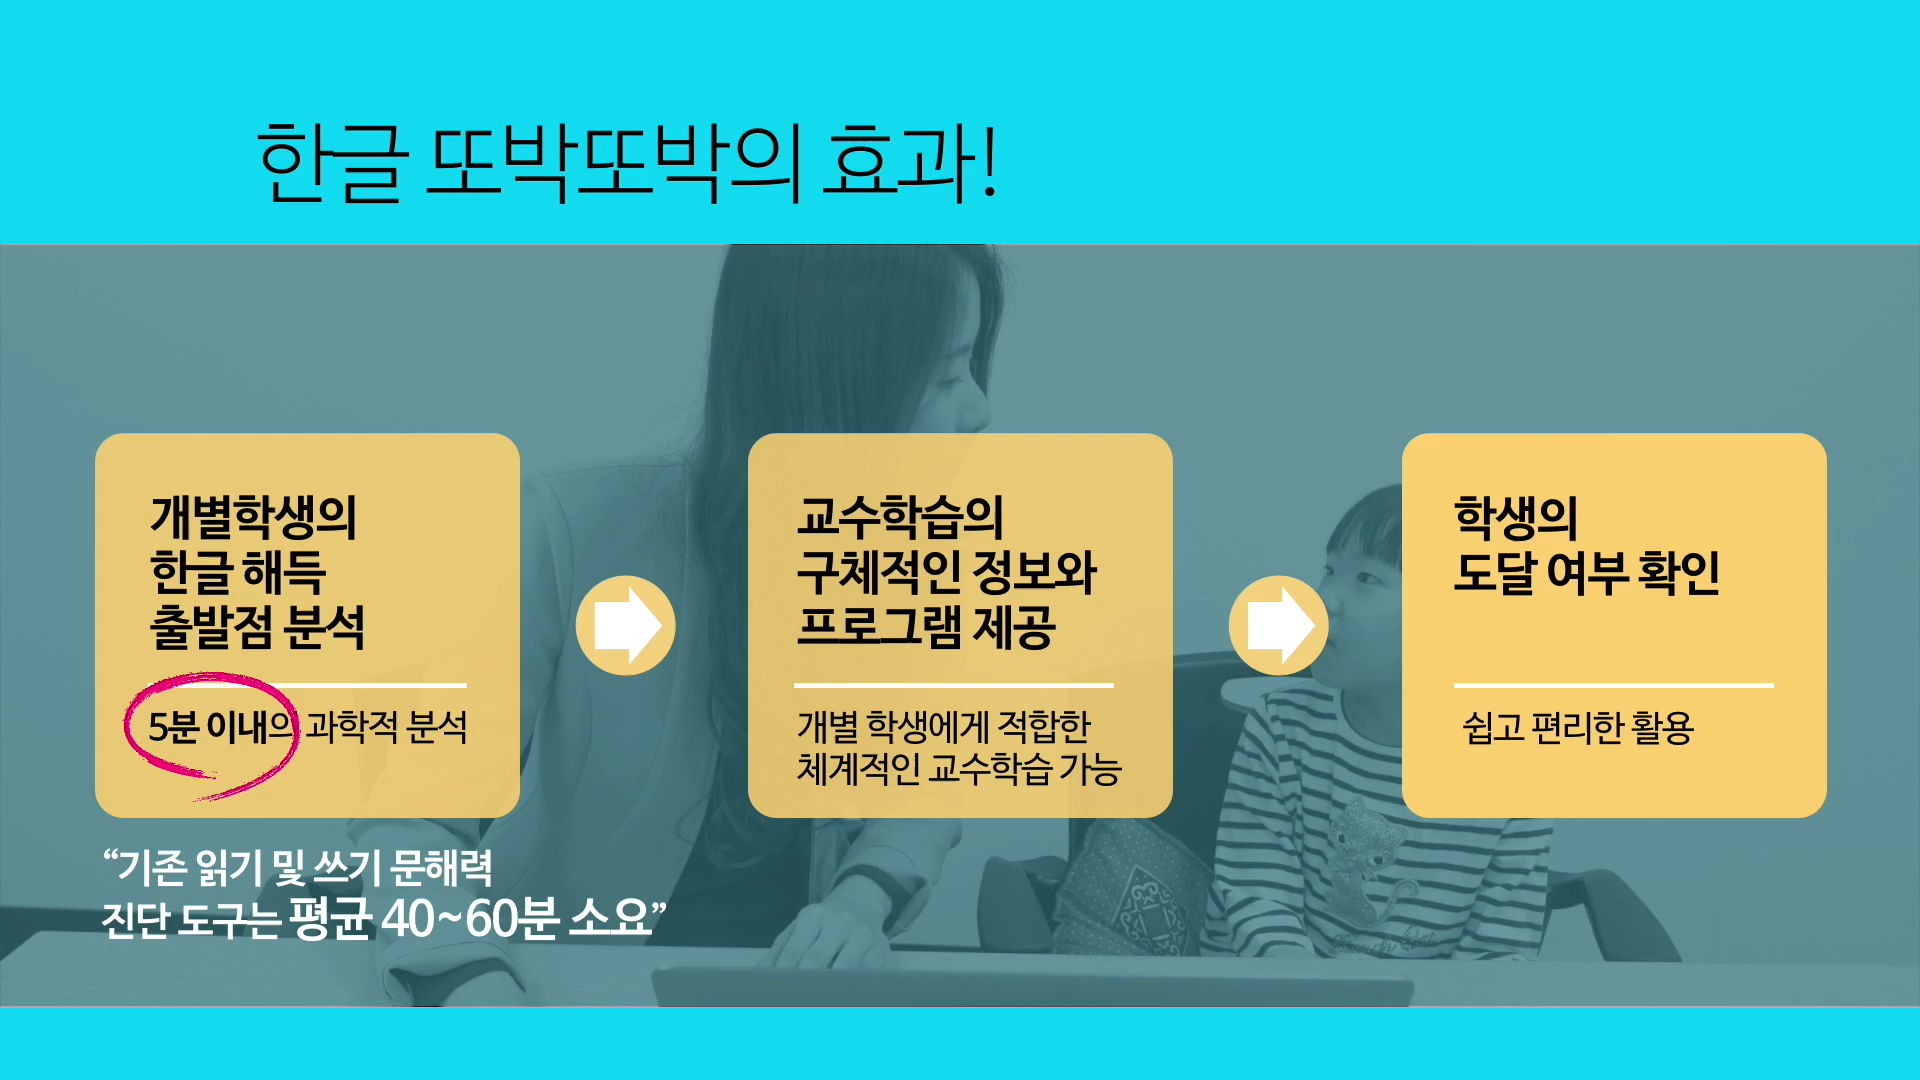 한글 또박또박의 효과!
개별학생의
한글 해득
출발점 분석
5분 이내의 과학적 분석
교수학습의
구체적인 정보와
프로그램 제공
개별 학생에게 적합한
체계적인 교수학습 가능
학생의
도달 여부 확인
쉽고 편리한 활용
“기존 읽기 및 쓰기 문해력
진단 도구는 평균 40~60분 소요”